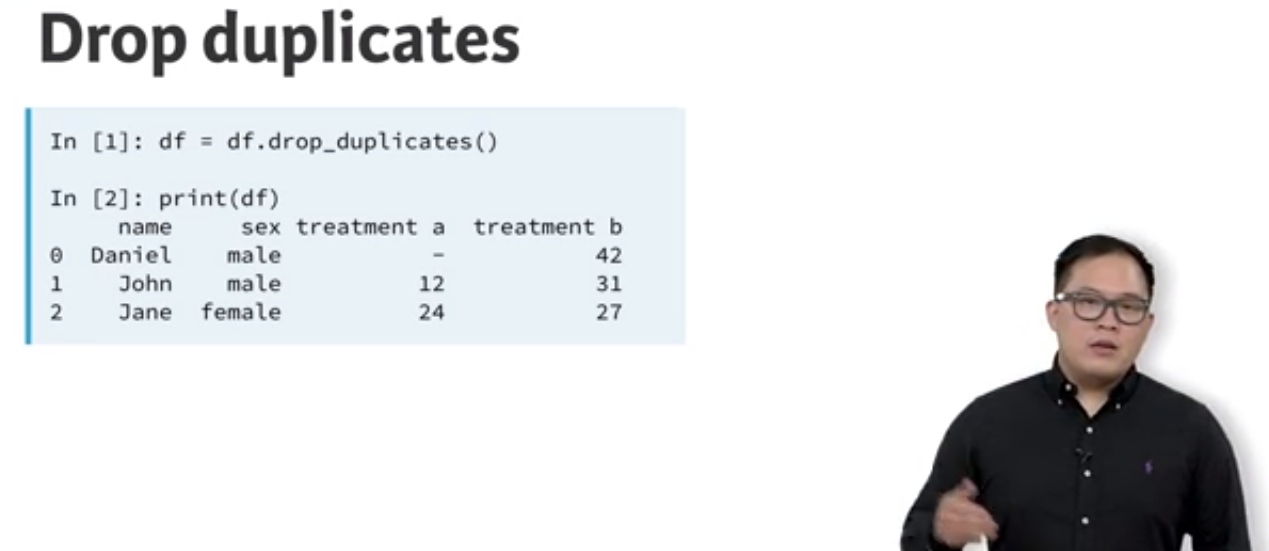 Drop duplicates
In [1]: df = df.drop_duplicates()
In [2]: print(df)
name sex treatment a treatment b
0 Daniel male - 42
1 John male 12 31
2 Jane female 24 27